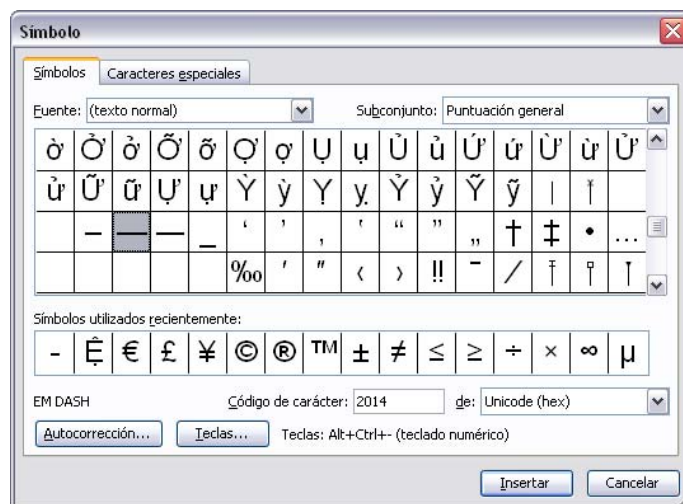 Símbolo
Símbolos Caracteres especiales
Fuente: (texto normal) Subconjunto: Puntuación general
ờ Ở ở Ỡ ỡ Ợ ợ Ụ ụ Ủ ủ Ứ ứ Ừ ừ Ử
ử Ữ ữ Ự ự Ỳ ỳ Ỵ ỵ Ỷ ỷ Ỹ ỹ
– — ― ‗ ‘ ’ ‚ ‛ “ ” „ † ‡ • …
‰ ′ ″ ‹ › ‼ ‾ ⁄
Símbolos utilizados recientemente:
- Ệ € £ ¥ © ® ™ ± ≠ ≤ ≥ ÷ × ∞ µ
EM DASH Código de carácter: 2014 de: Unicode (hex)
Autocorrección... Teclas... Teclas: Alt+Ctrl+- (teclado numérico)
Insertar Cancelar